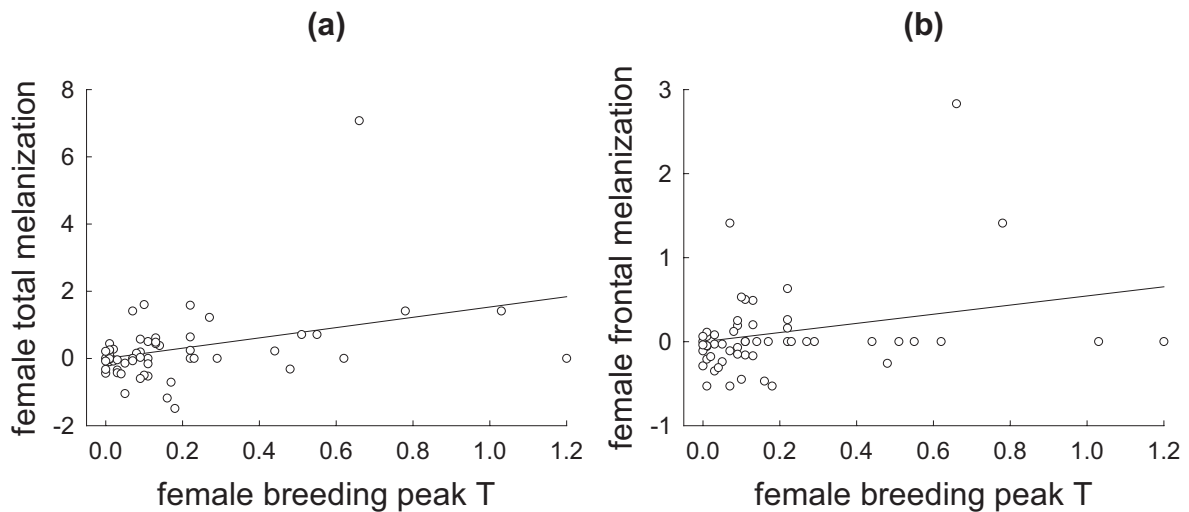 (a)
female total melanization
8
6
4
2
0
-2
0.0 0.2 0.4 0.6 0.8 1.0 1.2
female breeding peak T
(b)
female frontal melanization
3
2
1
0
-1
0.0 0.2 0.4 0.6 0.8 1.0 1.2
female breeding peak T